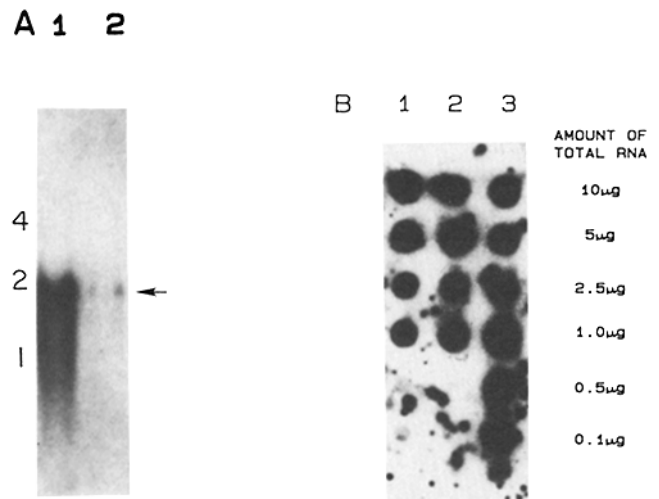 A 1 2
4
2
1
B 1 2 3
AMOUNT OF
TOTAL RNA
10µg
5µg
2.5µg
1.0µg
0.5µg
0.1µg